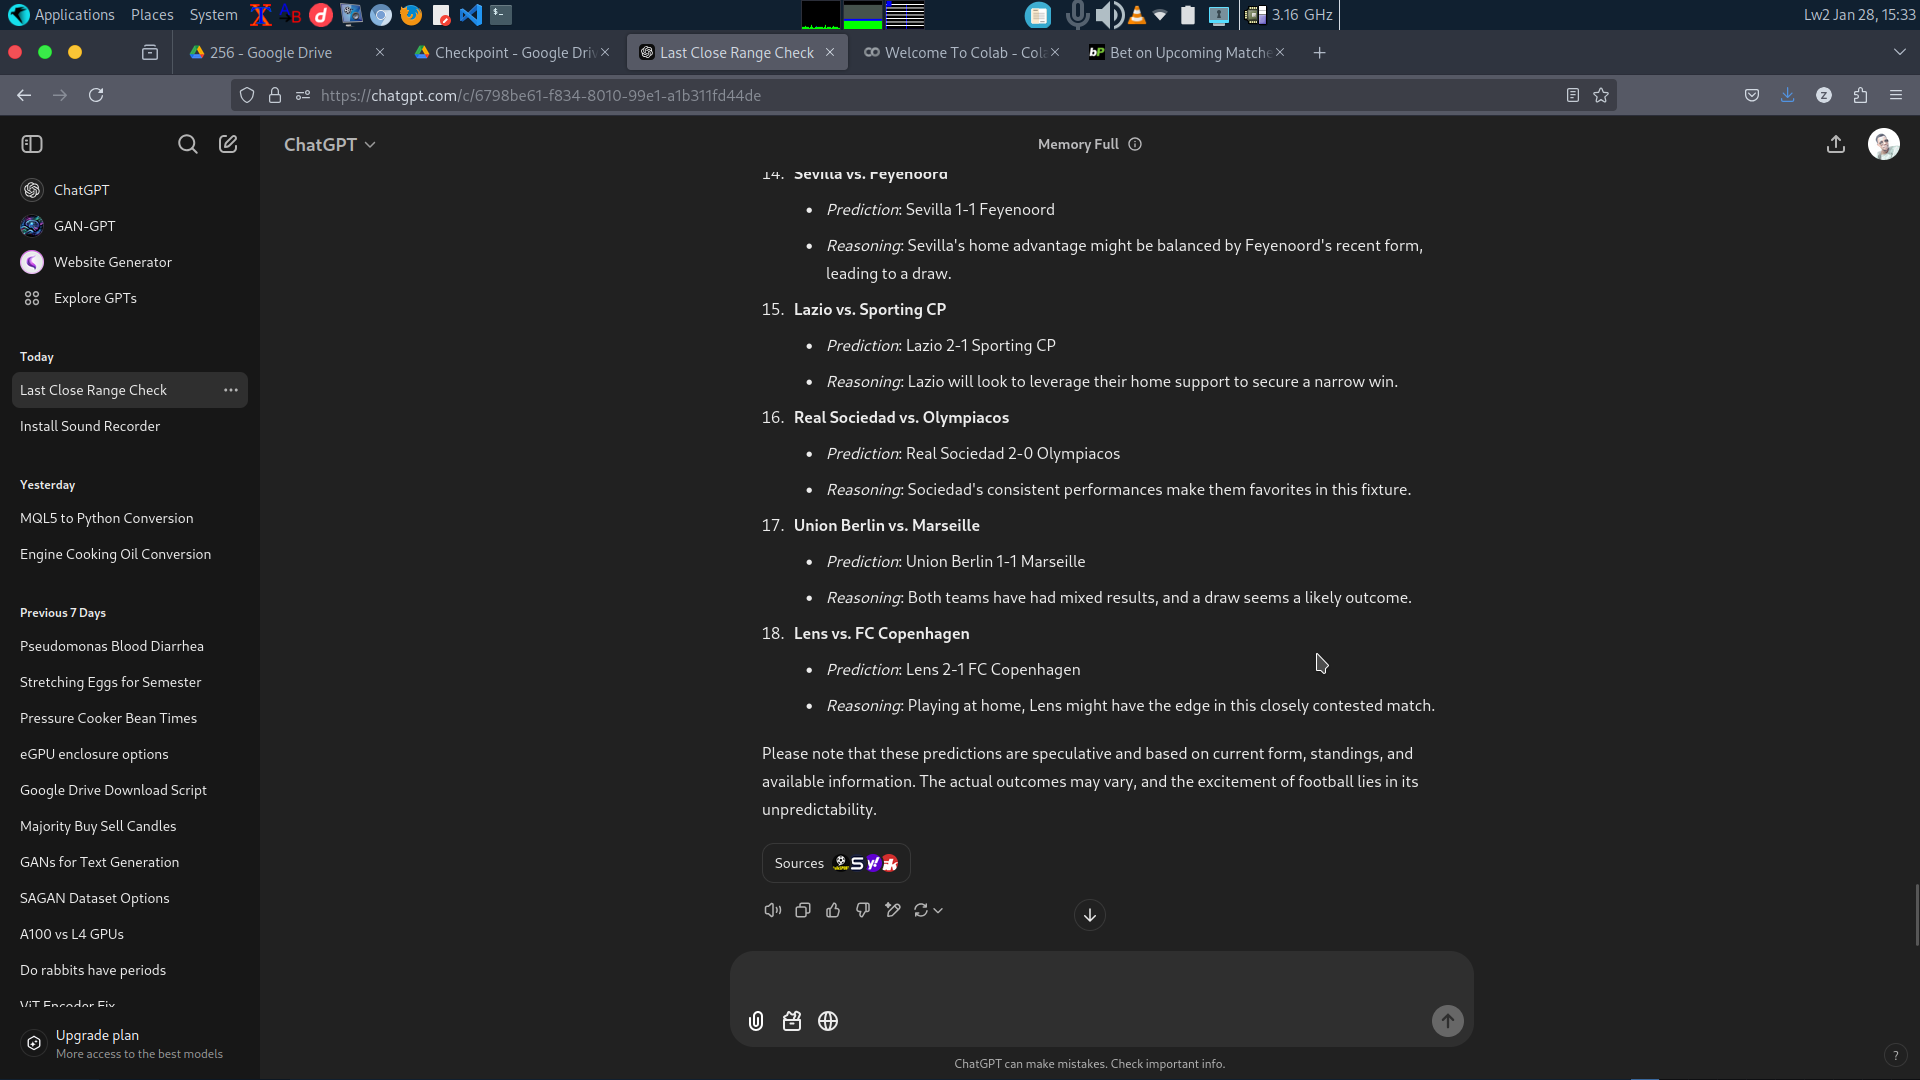 Applications Places System
3.16 GHz
Lw2 Jan 28, 15:33
256 - Google Drive
Checkpoint - Google Driv
Last Close Range Check
Welcome To Colab - Cola
bP Bet on Upcoming Matche
https://chatgpt.com/c/6798be61-f834-8010-99e1-a1b311fd44de
z
ChatGPT
Memory Full
ChatGPT
GAN-GPT
Website Generator
Explore GPTs
Today
Last Close Range Check
Install Sound Recorder
Yesterday
MQL5 to Python Conversion
Engine Cooking Oil Conversion
Previous 7 Days
Pseudomonas Blood Diarrhea
Stretching Eggs for Semester
Pressure Cooker Bean Times
eGPU enclosure options
Google Drive Download Script
Majority Buy Sell Candles
GANs for Text Generation
SAGAN Dataset Options
A100 vs L4 GPUs
Do rabbits have periods
ViT Encoder Fix
Upgrade plan
More access to the best models
14. Sevilla vs. Feyenoord
• Prediction: Sevilla 1-1 Feyenoord
• Reasoning: Sevilla's home advantage might be balanced by Feyenoord's recent form,
leading to a draw.
15. Lazio vs. Sporting CP
• Prediction: Lazio 2-1 Sporting CP
• Reasoning: Lazio will look to leverage their home support to secure a narrow win.
16. Real Sociedad vs. Olympiacos
• Prediction: Real Sociedad 2-0 Olympiacos
• Reasoning: Sociedad's consistent performances make them favorites in this fixture.
17. Union Berlin vs. Marseille
• Prediction: Union Berlin 1-1 Marseille
• Reasoning: Both teams have had mixed results, and a draw seems a likely outcome.
18. Lens vs. FC Copenhagen
• Prediction: Lens 2-1 FC Copenhagen
• Reasoning: Playing at home, Lens might have the edge in this closely contested match.
Please note that these predictions are speculative and based on current form, standings, and
available information. The actual outcomes may vary, and the excitement of football lies in its
unpredictability.
Sources
ChatGPT can make mistakes. Check important info.
?